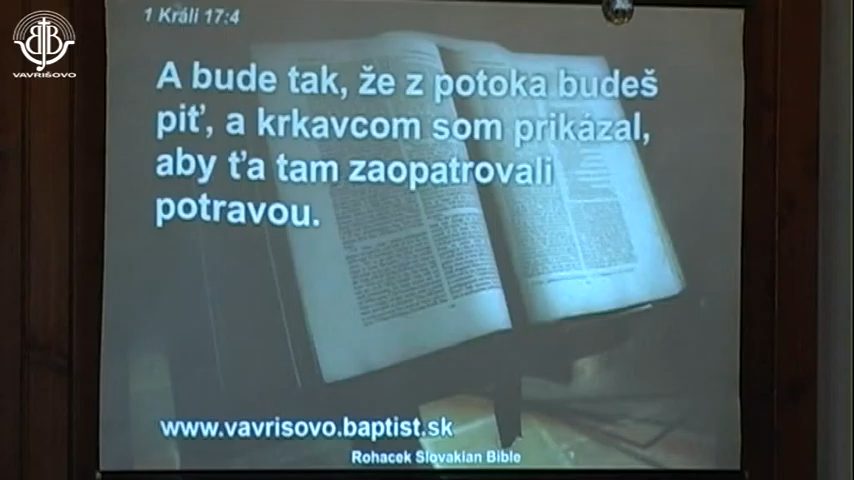 1 Králi 17:4
VAVRIŠOVO
A bude tak, že z potoka budeš
piť, a krkavcom som prikázal,
aby ťa tam zaopatrovali
potravou.
www.vavrisovo.baptist.sk
Rohacek Slovakian Bible